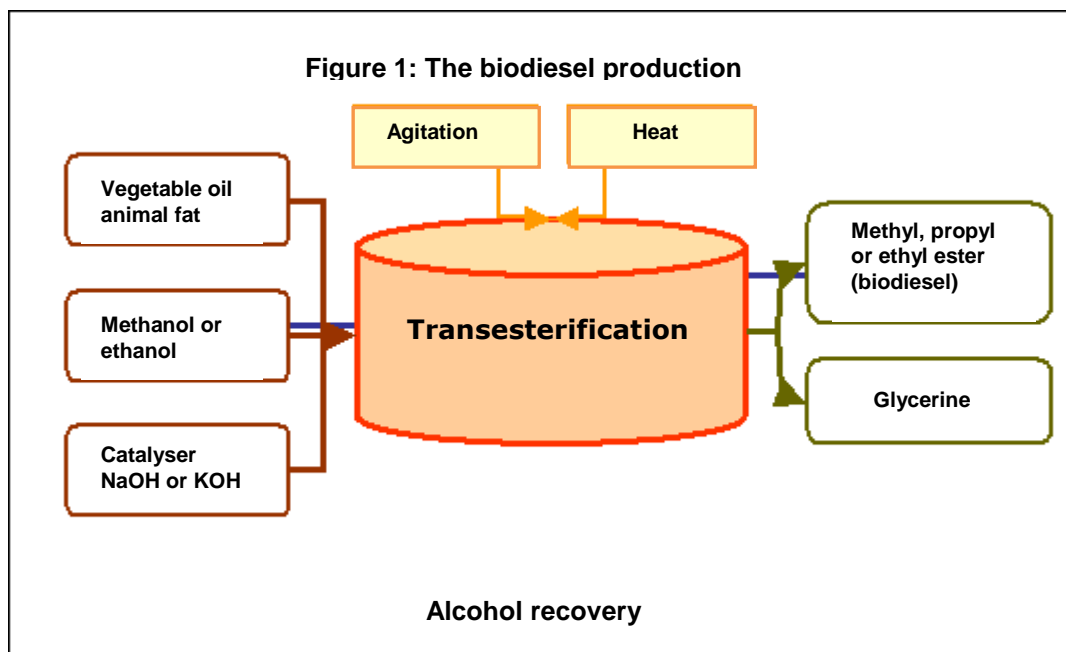 Figure 1: The biodiesel production
Agitation
Heat
Vegetable oil
animal fat
Methanol or
ethanol
Catalyser
NaOH or KOH
Transesterification
Methyl, propyl
or ethyl ester
(biodiesel)
Glycerine
Alcohol recovery